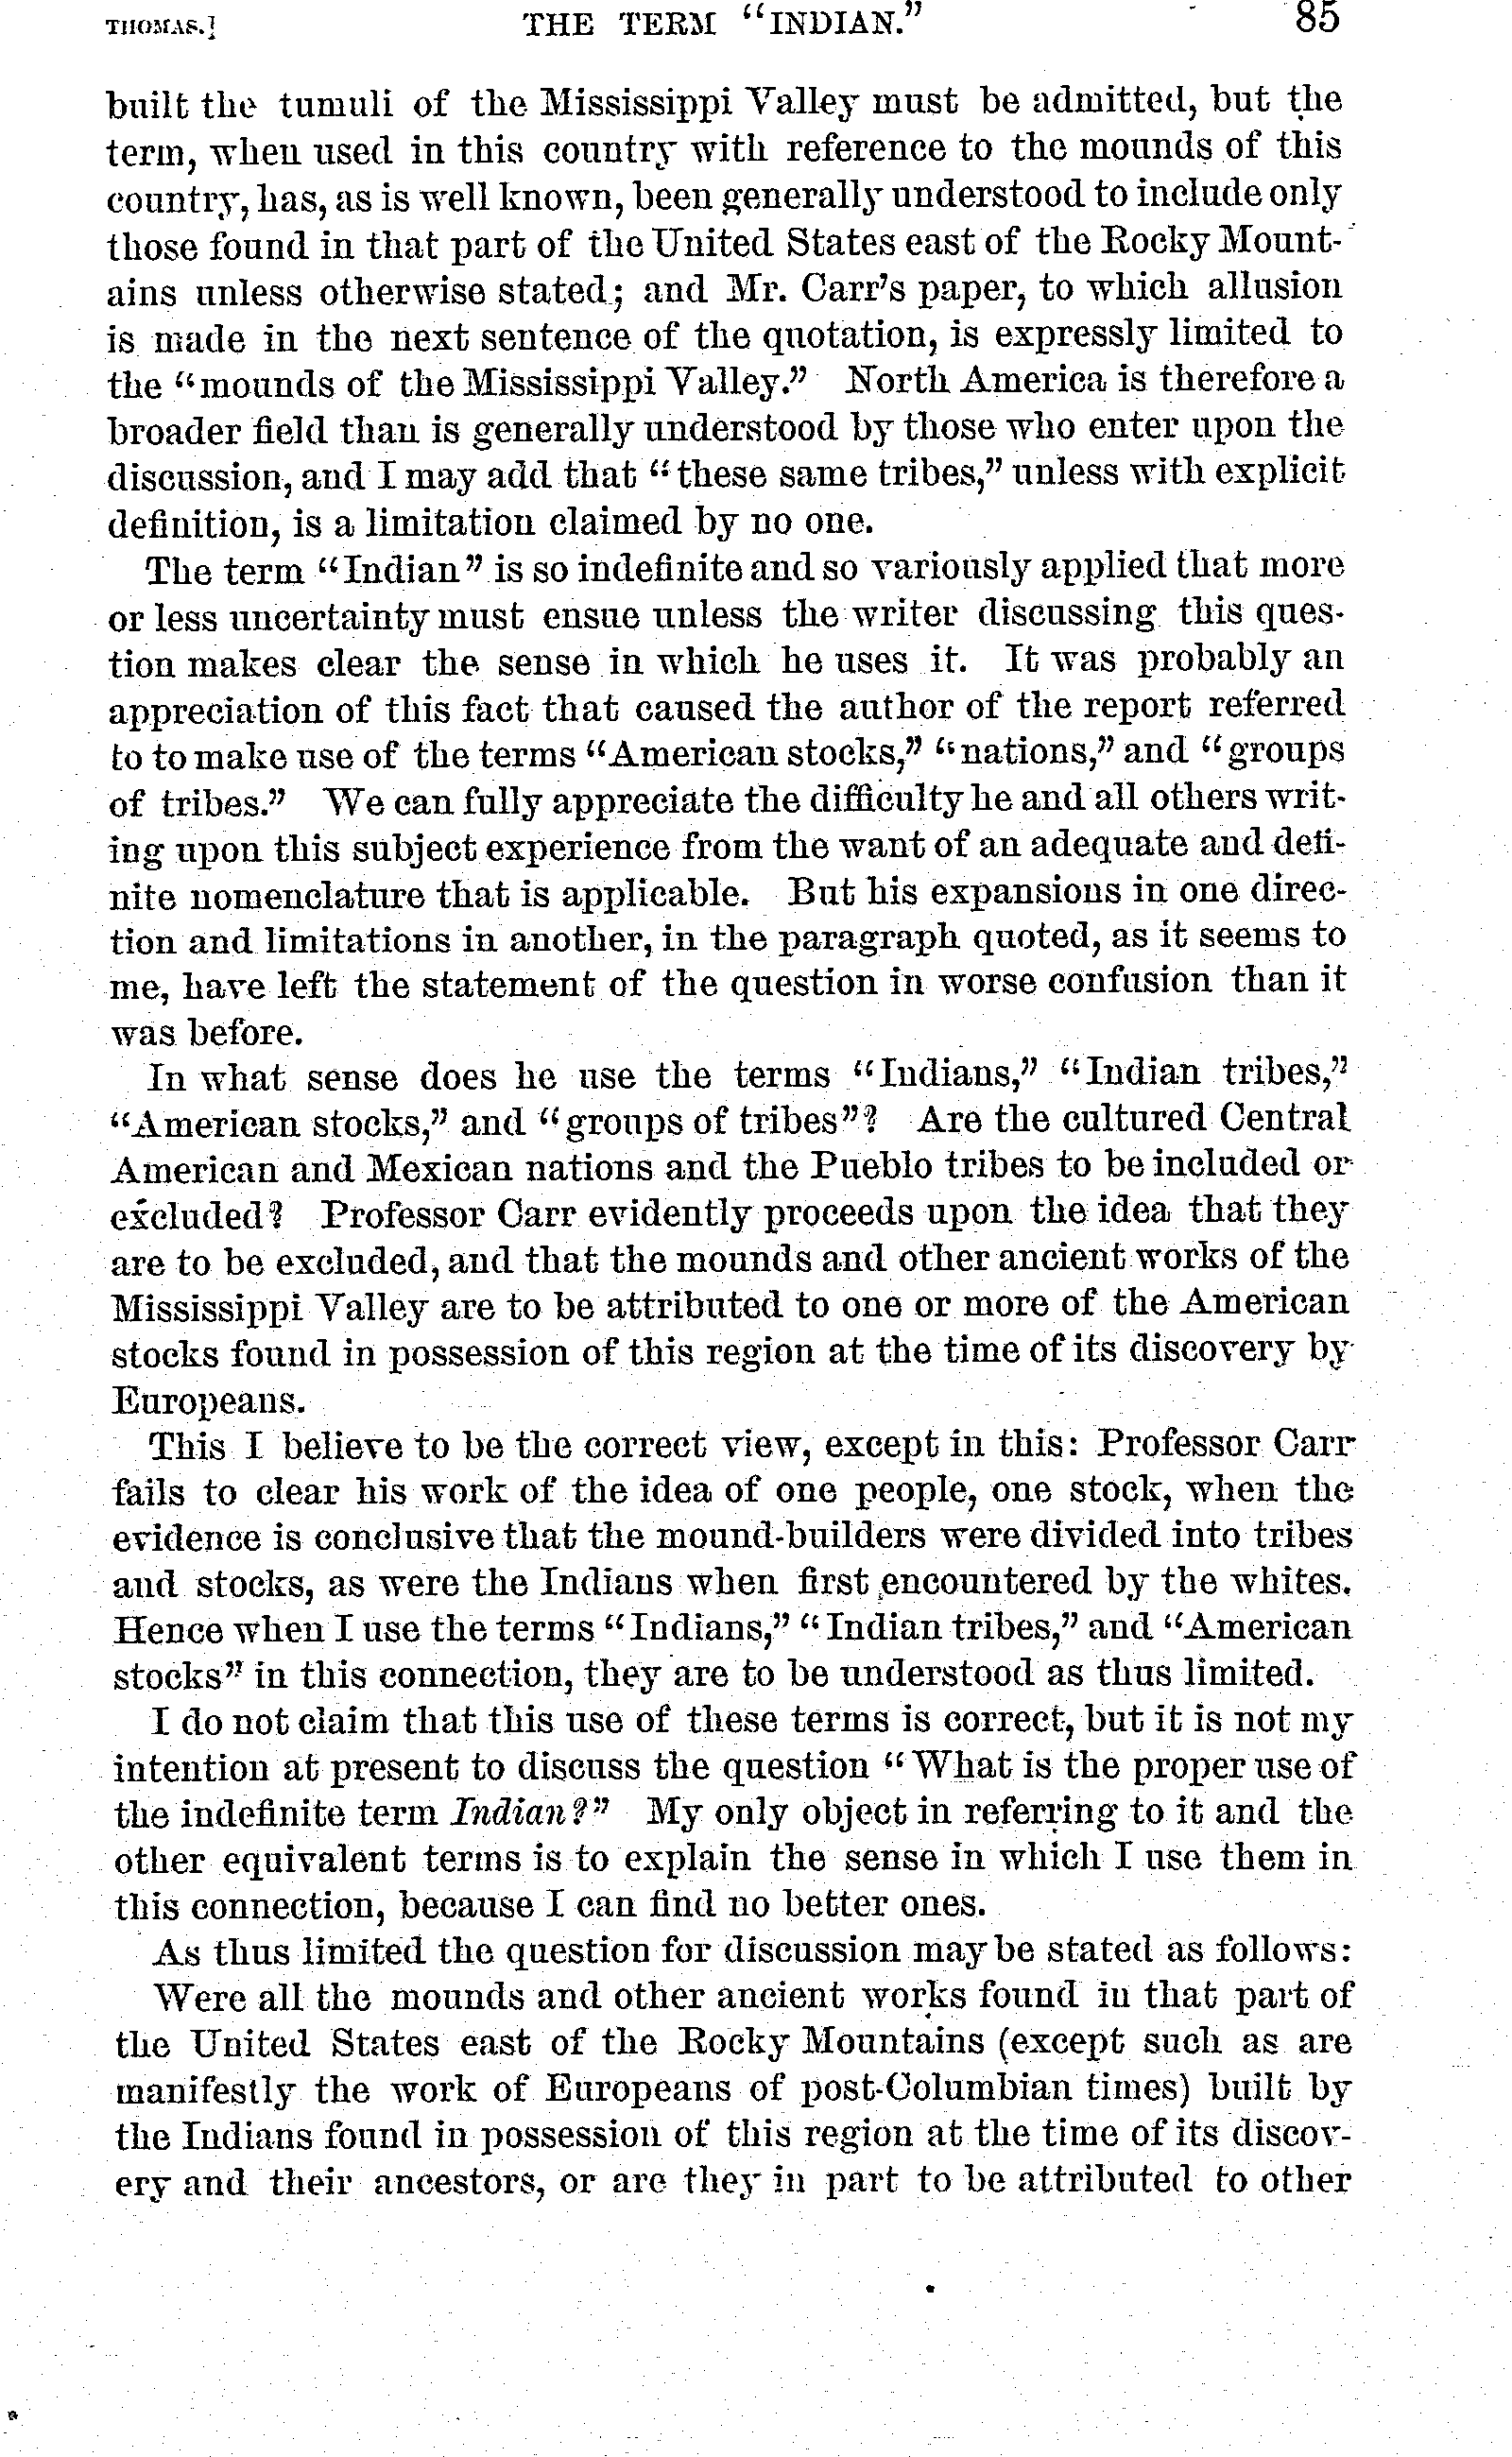 THOMAS.] THE TERM "INDIAN." 85
built the tumuli of the Mississippi Valley must be admitted, but the
term, when used in this country with reference to the mounds of this
country, has, as is well known, been generally understood to include only
those found in that part of the United States east of the Rocky Mount-
ains unless otherwise stated; and Mr. Carr's paper, to which allusion
is made in the next sentence of the quotation, is expressly limited to
the "mounds of the Mississippi Valley." North America is therefore a
broader field than is generally understood by those who enter upon the
discussion, and I may add that "these same tribes," unless with explicit
definition, is a limitation claimed by no one.
The term "Indian" is so indefinite and so variously applied that more
or less uncertainty must ensue unless the writer discussing this ques-
tion makes clear the sense in which he uses it. It was probably an
appreciation of this fact that caused the author of the report referred
to to make use of the terms "American stocks," "nations," and "groups
of tribes." We can fully appreciate the difficulty he and all others writ-
ing upon this subject experience from the want of an adequate and defi-
nite nomenclature that is applicable. But his expansions in one direc-
tion and limitations in another, in the paragraph quoted, as it seems to
me, have left the statement of the question in worse confusion than it
was before.
In what sense does he use the terms "Indians," "Indian tribes,"
"American stocks," and "groups of tribes"? Are the cultured Central
American and Mexican nations and the Pueblo tribes to be included or
excluded? Professor Carr evidently proceeds upon the idea that they
are to be excluded, and that the mounds and other ancient works of the
Mississippi Valley are to be attributed to one or more of the American
stocks found in possession of this region at the time of its discovery by
Europeans.
This I believe to be the correct view, except in this: Professor Carr
fails to clear his work of the idea of one people, one stock, when the
evidence is conclusive that the mound-builders were divided into tribes
and stocks, as were the Indians when first encountered by the whites.
Hence when I use the terms "Indians," "Indian tribes," and "American
stocks" in this connection, they are to be understood as thus limited.
I do not claim that this use of these terms is correct, but it is not my
intention at present to discuss the question "What is the proper use of
the indefinite term Indian?" My only object in referring to it and the
other equivalent terms is to explain the sense in which I use them in
this connection, because I can find no better ones.
As thus limited the question for discussion may be stated as follows:
Were all the mounds and other ancient works found in that part of
the United States east of the Rocky Mountains (except such as are
manifestly the work of Europeans of post-Columbian times) built by
the Indians found in possession of this region at the time of its discov-
ery and their ancestors, or are they in part to be attributed to other